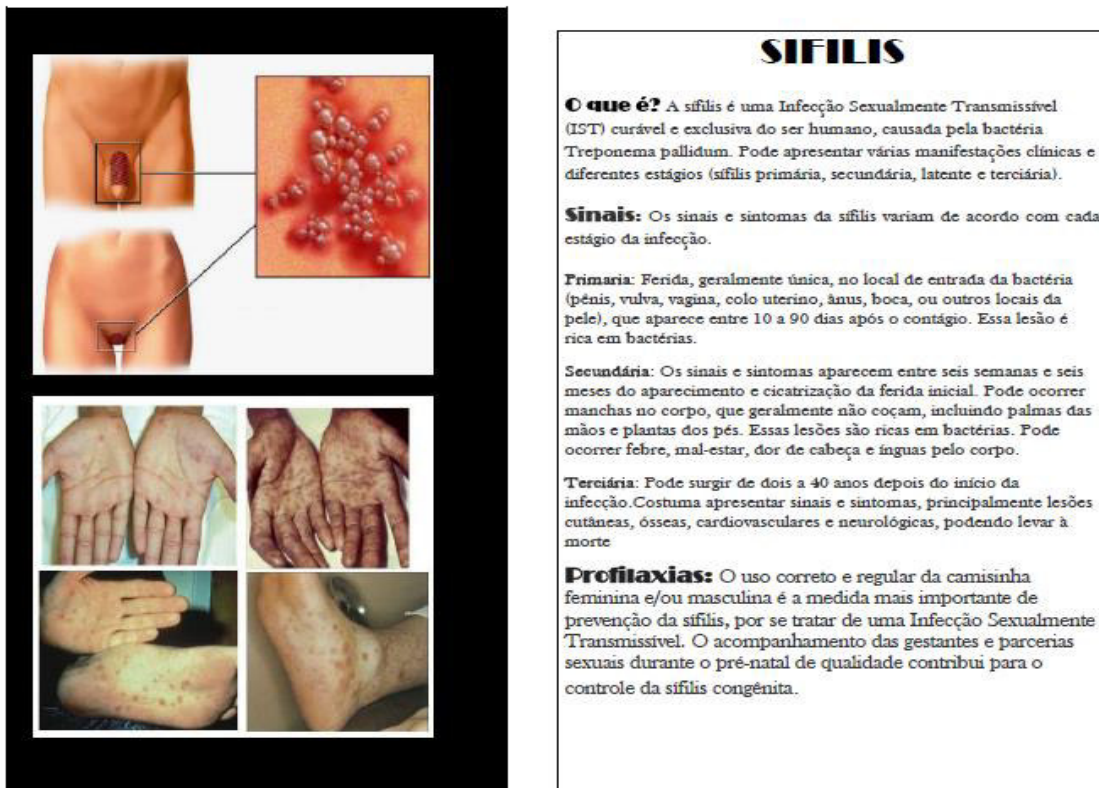 SIFILIS
O que é? A sífilis é uma Infecção Sexualmente Transmissível
(IST) curável e exclusiva do ser humano, causada pela bactéria
Treponema pallidum. Pode apresentar várias manifestações clínicas e
diferentes estágios (sífilis primária, secundária, latente e terciária).
Sinais: Os sinais e sintomas da sífilis variam de acordo com cada
estágio da infecção.
Primaria: Ferida, geralmente única, no local de entrada da bactéria
(pênis, vulva, vagina, colo uterino, ânus, boca, ou outros locais da
pele), que aparece entre 10 a 90 dias após o contágio. Essa lesão é
rica em bactérias.
Secundária: Os sinais e sintomas aparecem entre seis semanas e seis
meses do aparecimento e cicatrização da ferida inicial. Pode ocorrer
manchas no corpo, que geralmente não coçam, incluindo palmas das
mãos e plantas dos pés. Essas lesões são ricas em bactérias. Pode
ocorrer febre, mal-estar, dor de cabeça e ínguas pelo corpo.
Terciária: Pode surgir de dois a 40 anos depois do início da
infecção.Costuma apresentar sinais e sintomas, principalmente lesões
cutâneas, ósseas, cardiovasculares e neurológicas, podendo levar à
morte
Profilaxias: O uso correto e regular da camisinha
feminina e/ou masculina é a medida mais importante de
prevenção da sífilis, por se tratar de uma Infecção Sexualmente
Transmissível. O acompanhamento das gestantes e parcerias
sexuais durante o pré-natal de qualidade contribui para o
controle da sífilis congênita.